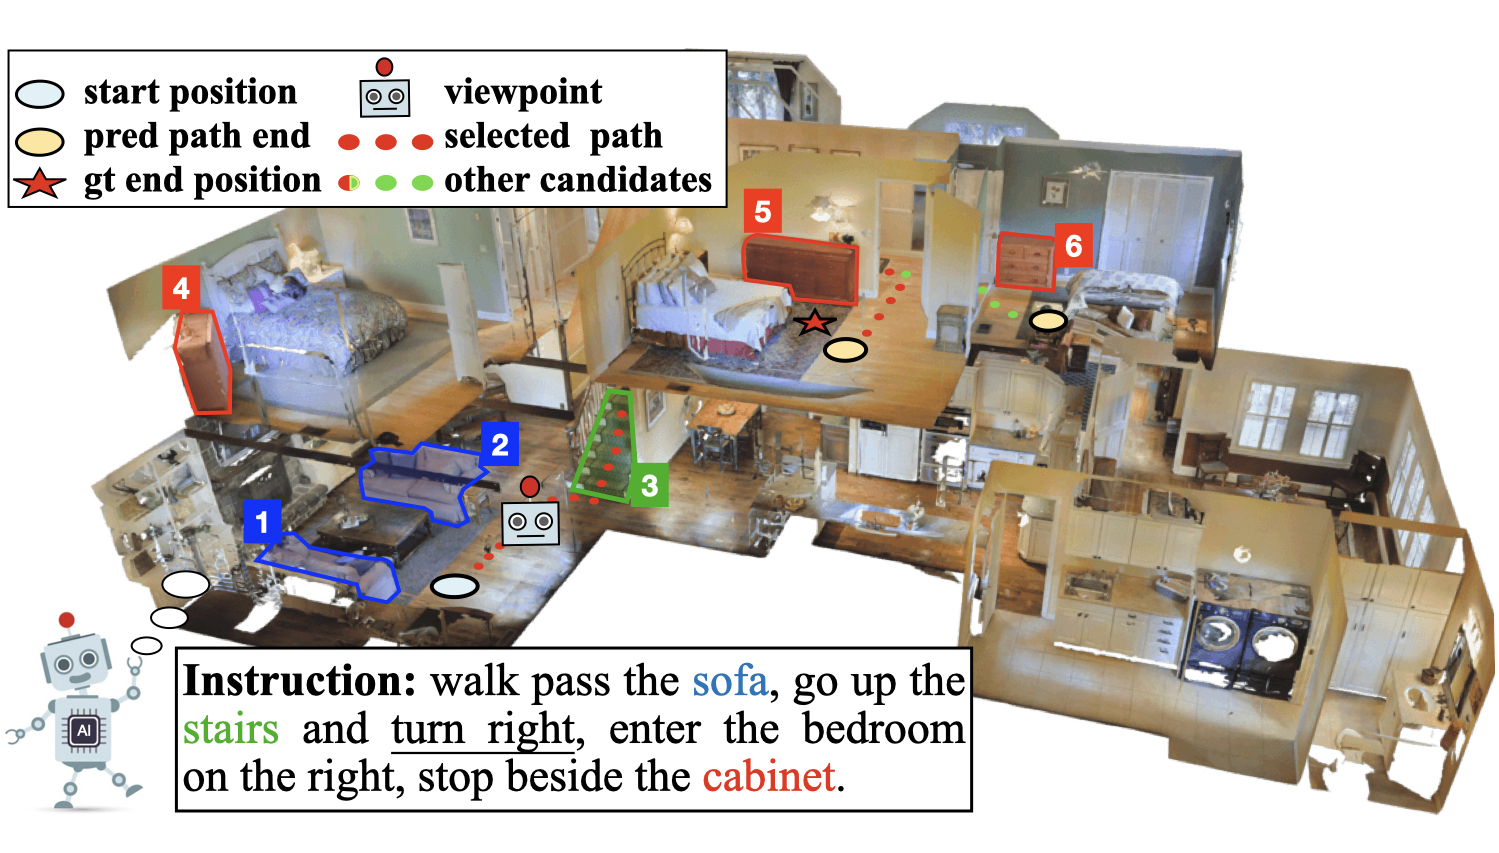 start position
viewpoint
pred path end
selected path
gt end position
other candidates
5
6
4
2
3
1
AI
Instruction: walk pass the sofa, go up the
stairs and turn right, enter the bedroom
on the right, stop beside the cabinet.